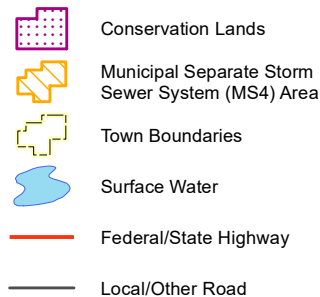 Conservation Lands
Municipal Separate Storm
Sewer System (MS4) Area
Town Boundaries
Surface Water
Federal/State Highway
Local/Other Road